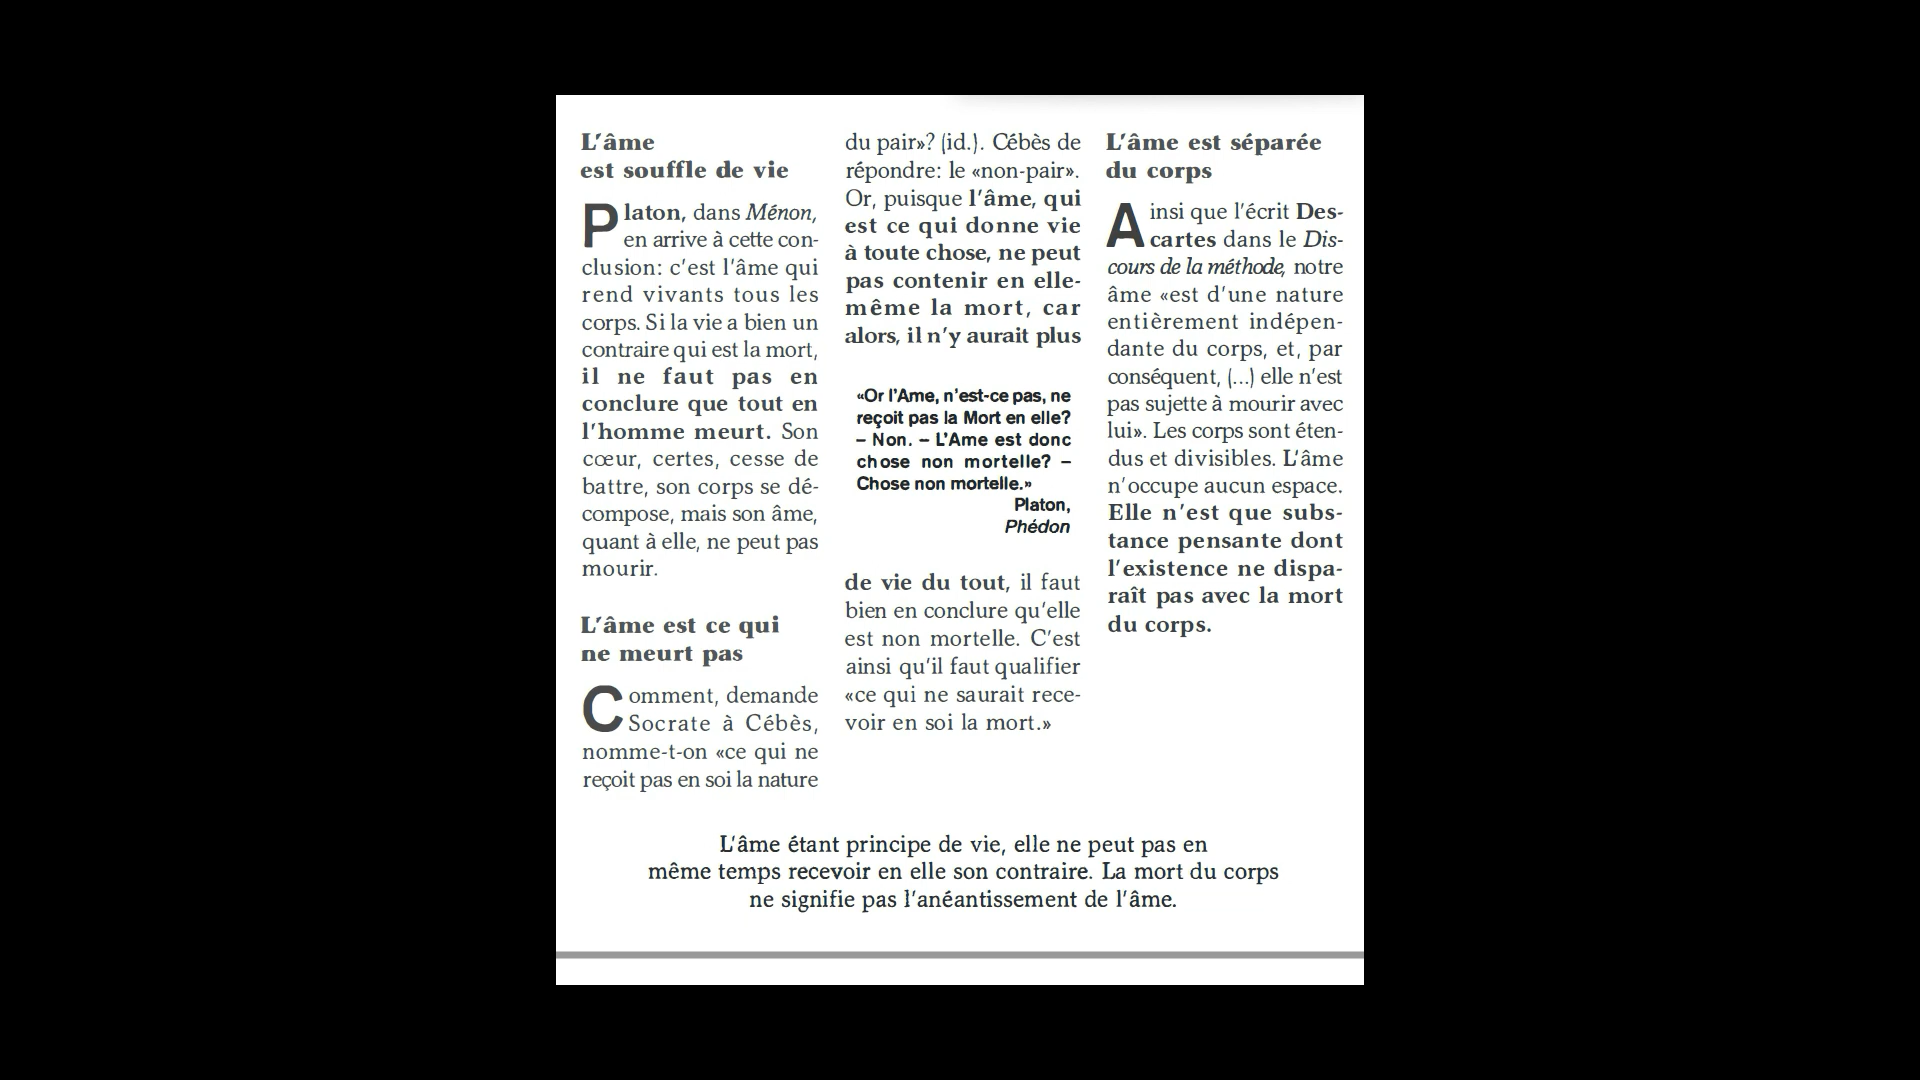 L'âme
est souffle de vie
Platon, dans Ménon,
en arrive à cette con-
clusion: c'est l'âme qui
rend vivants tous les
corps. Si la vie a bien un
contraire qui est la mort,
il ne faut pas en
conclure que tout en
l'homme meurt. Son
cœur, certes, cesse de
battre, son corps se dé-
compose, mais son âme,
quant à elle, ne peut pas
mourir.
L'âme est ce qui
ne meurt pas
Comment, demande
Socrate à Cébès,
nomme-t-on «ce qui ne
reçoit pas en soi la nature
du pair»? (id.). Cébès de
répondre: le «non-pair».
Or, puisque l'âme, qui
est ce qui donne vie
à toute chose, ne peut
pas contenir en elle-
même la mort, car
alors, il n'y aurait plus
«Or l'Ame, n'est-ce pas, ne
reçoit pas la Mort en elle?
– Non. – L'Ame est donc
chose non mortelle? –
Chose non mortelle.»
Platon,
Phédon
de vie du tout, il faut
bien en conclure qu'elle
est non mortelle. C'est
ainsi qu'il faut qualifier
«ce qui ne saurait rece-
voir en soi la mort.»
L'âme est séparée
du corps
Ainsi que l'écrit Des-
cartes dans le Dis-
cours de la méthode, notre
âme «est d'une nature
entièrement indépen-
dante du corps, et, par
conséquent, (...) elle n'est
pas sujette à mourir avec
lui». Les corps sont éten-
dus et divisibles. L'âme
n'occupe aucun espace.
Elle n'est que subs-
tance pensante dont
l'existence ne dispa-
raît pas avec la mort
du corps.
L'âme étant principe de vie, elle ne peut pas en
même temps recevoir en elle son contraire. La mort du corps
ne signifie pas l'anéantissement de l'âme.